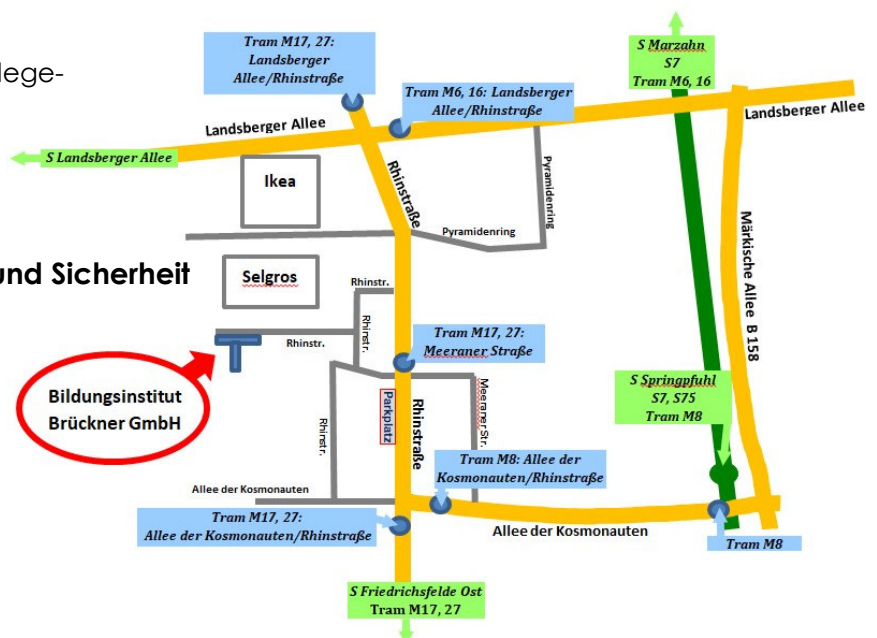 lege-
und Sicherheit
Tram M17, 27:
Landsberger
Allee/Rhinstraße
Tram M6, 16: Landsberger
Allee/Rhinstraße
S Marzahn
S7
Tram M6, 16
Landsberger Allee
Landsberger Allee
S Landsberger Allee
Ikea
Rhinstraße
Pyramidenring
Pyramidenring
Selgros
Rhinstr.
Rhinstr.
Rhinstr.
Märkische Allee B 158
Tram M17, 27:
Meeraner Straße
Bildungsinstitut
Brückner GmbH
Parkplatz
Rhinstraße
Meeraner Str.
Rhinstr.
S Springpfuhl
S7, S75
Tram M8
Tram M8: Allee der
Kosmonauten/Rhinstraße
Allee der Kosmonauten
Tram M17, 27:
Allee der Kosmonauten/Rhinstraße
Allee der Kosmonauten
Tram M8
S Friedrichsfelde Ost
Tram M17, 27